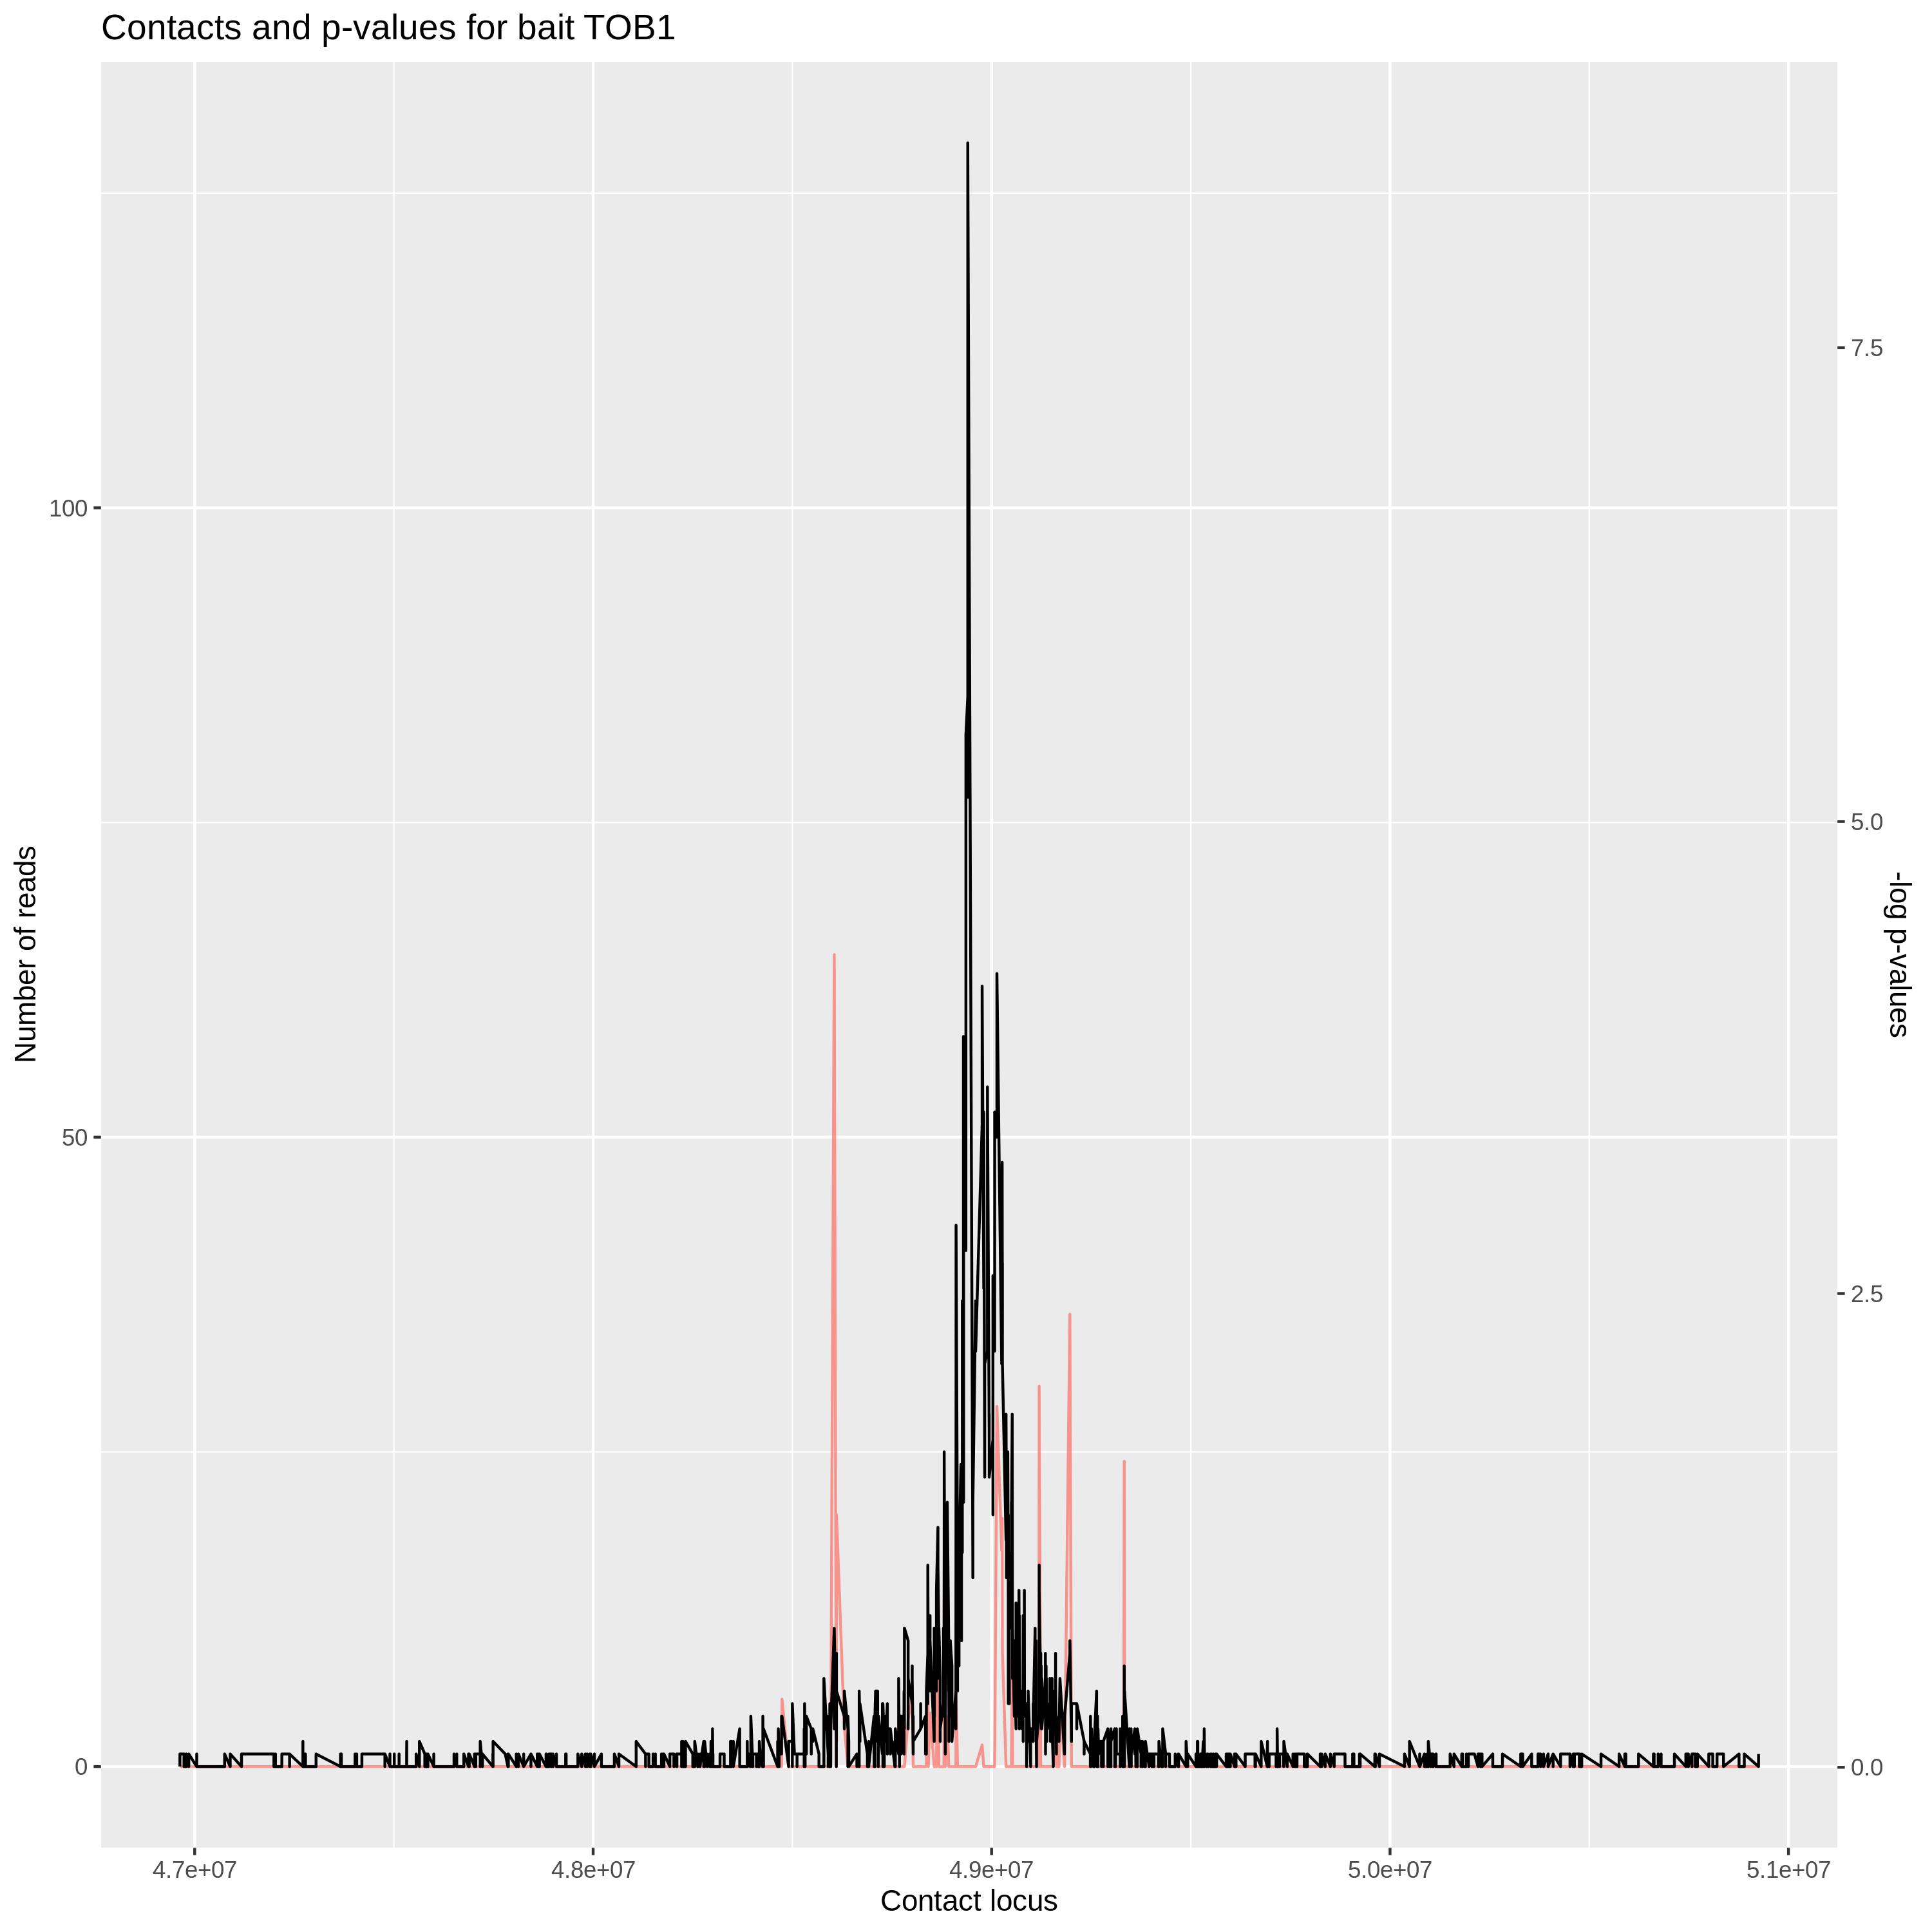 Contacts and p-values for bait TOB1
100
50
0
Number of reads
7.5
5.0
2.5
0.0
-log p-values
4.7e+07
4.8e+07
4.9e+07
5.0e+07
5.1e+07
Contact locus